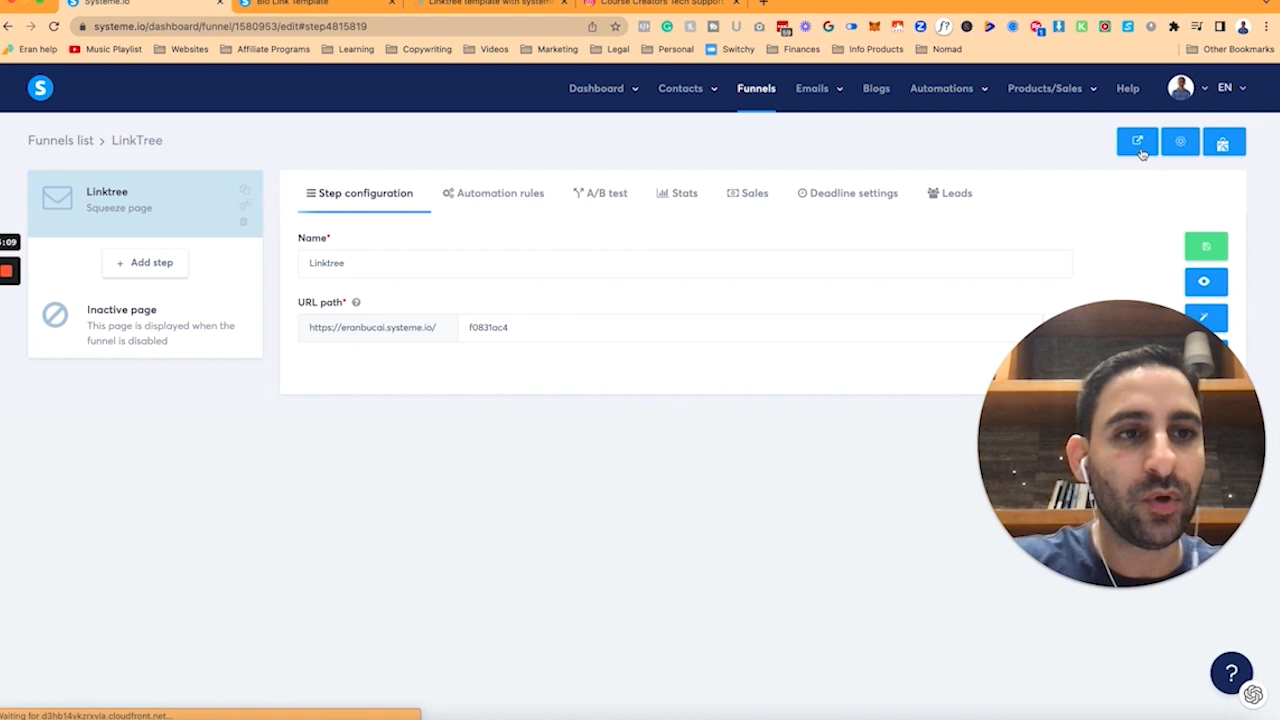 Systeme.io
Bio Link Template
Linktree template with system
Course Creators Tech Support
systeme.io/dashboard/funnel/1580953/edit#step4815819
59
1
Eran help
Music Playlist
Websites
Affiliate Programs
Learning
Copywriting
Videos
Marketing
Legal
Personal
Switchy
Finances
Info Products
Nomad
Other Bookmarks
S
Dashboard
Contacts
Funnels
Emails
Blogs
Automations
Products/Sales
Help
EN
Funnels list > LinkTree
Linktree
Squeeze page
+ Add step
Inactive page
This page is displayed when the
funnel is disabled
Step configuration
Automation rules
A/B test
Stats
Sales
Deadline settings
Leads
Name*
Linktree
URL path* ?
https://eranbucai.systeme.io/
f0831ac4
:09
?
Waiting for d3hb14vkzrxvla.cloudfront.net...